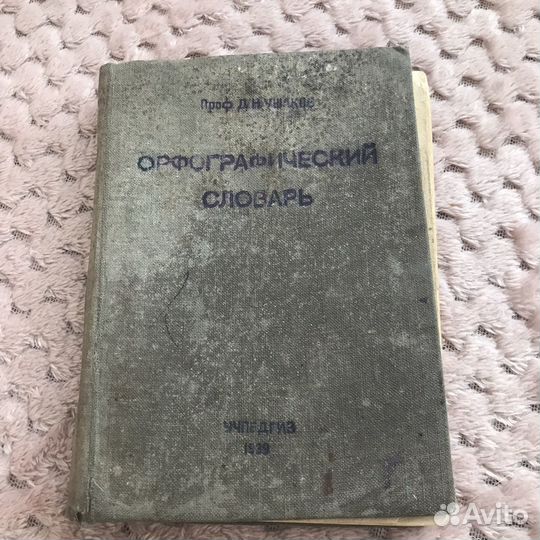 Проф. Д.Н. УШАКОВ
ОРФОГРАФИЧЕСКИЙ
СЛОВАРЬ
УЧПЕДГИЗ
1939
Avito